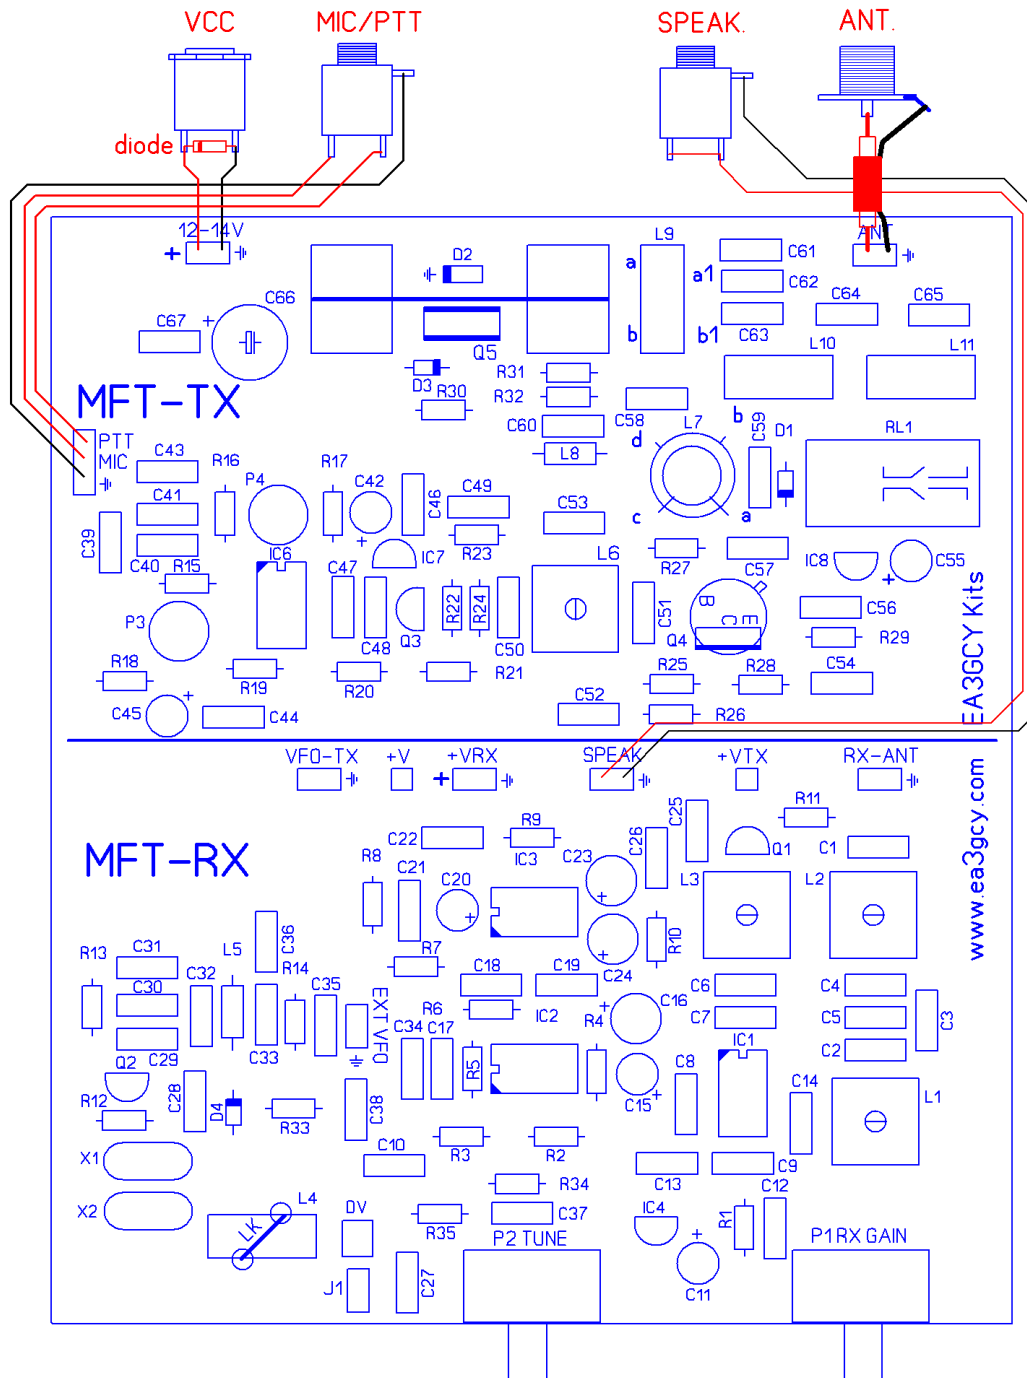 VCC MIC/PTT SPEAK. ANT.
diode
12-14V ANT
+
D2 L9 C61
a a1 C62
C66 C67 + b b1 C63 C64 C65
Q5 L10 L11
D3 R30 R31
R32
MFT-TX
C58 C60 b
PTT d L7 C59 D1 RL1
MIC L8
C43 R16 P4 R17 C42 C46 C49
C41 C53 c a
C39 C40 IC6 + IC7 R23 L6 R27 C57 IC8 C55 +
R15 C47 R22 R24 C51 B C56
P3 C48 Q3 C50 E C Q4 R29
R18 R19 R20 R21 R25 R28 C54
C45 + C44 C52 R26
EA3GCY Kits
VFO-TX +V +VRX SPEAK +VTX RX-ANT
+
www.ea3gcy.com
MFT-RX
C22 R9 C26 C25 R11
R8 C21 C20 + IC3 C23 + Q1 C1
L3 L2
R7 C24 + R10
R13 C31 L5 C36 R14 C18 C19 C6 C4
C30 C32 C35 EXT VFO R6 IC2 R4 + C16 C7 C5 C3
C29 C33 C34 C17 IC1 C2
Q2 C28 D4 R5 C15 + C8 C14 L1
R12 R33 C38
X1 C10 R3 R2 C13 C9
X2 L4 DV R34 IC4 R1 C12
LK R35 C37 +
P2 TUNE P1 RX GAIN
J1 C27 C11